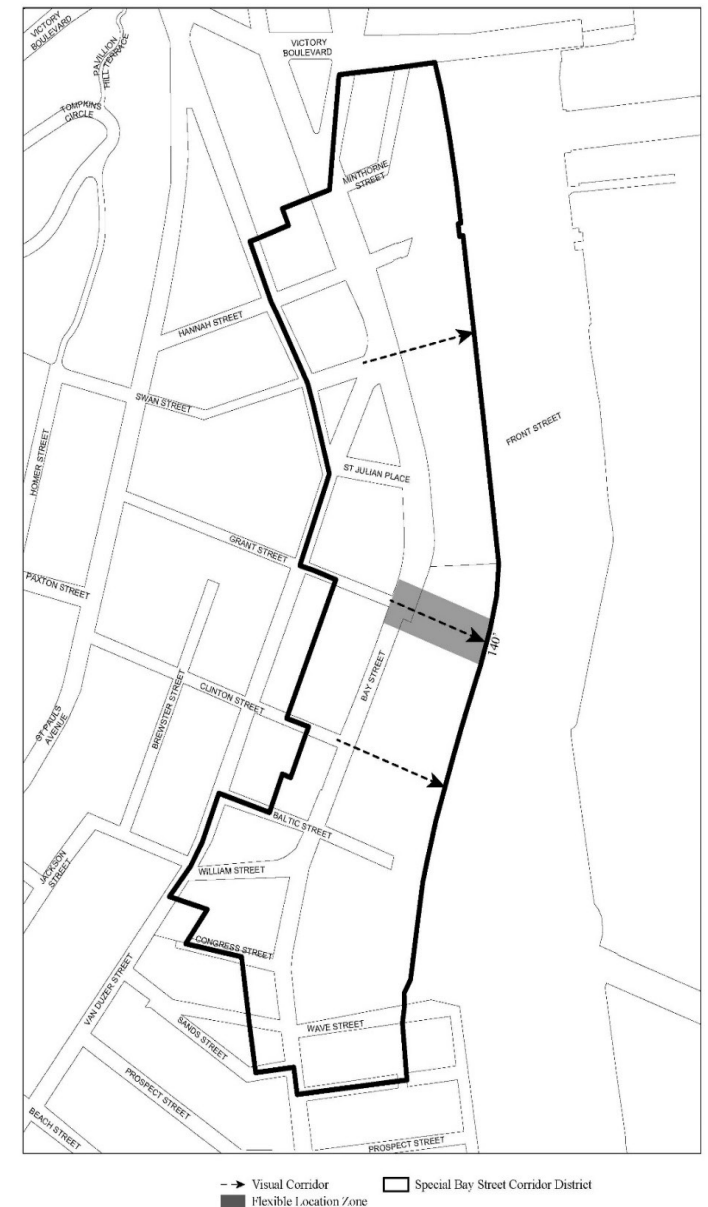 VICTORY
BOULEVARD
PAVILLION
HILL TERRACE
VICTORY
BOULEVARD
TOMPKINS
CIRCLE
MINTHORNE
STREET
HANNAH STREET
SWAN STREET
FRONT STREET
HOMER STREET
ST JULIAN PLACE
GRANT STREET
PAXTON STREET
140'
BAY STREET
CLINTON STREET
BREWSTER STREET
ST PAULS
AVENUE
BALTIC STREET
WILLIAM STREET
JACKSON
STREET
CONGRESS STREET
VAN DUZER STREET
WAVE STREET
SANDS STREET
PROSPECT STREET
BEACH STREET
PROSPECT STREET
Visual Corridor
Special Bay Street Corridor District
Flexible Location Zone